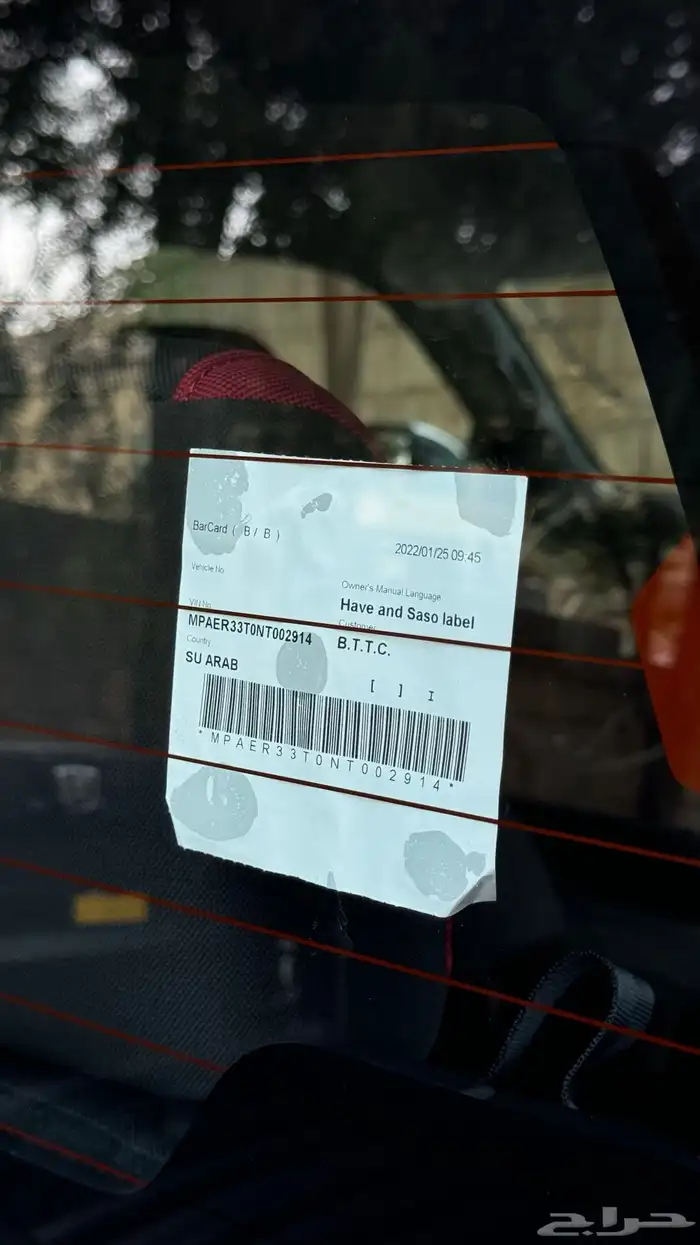 BarCard ( B / B )
2022/01/25 09:45
Vehicle No
Owner's Manual Language
Have and Saso label
VIN No
MPAER33T0NT002914
Customer
B.T.T.C.
Country
SU ARAB
[ ] I
*MPAER33T0NT002914*
حراج